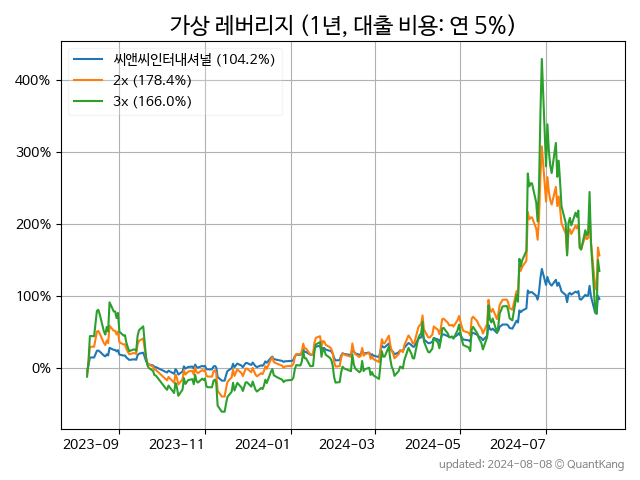 가상 레버리지 (1년, 대출 비용: 연 5%)
씨앤씨인터내셔널 (104.2%)
2x (178.4%)
3x (166.0%)
400%
300%
200%
100%
0%
2023-09 2023-11 2024-01 2024-03 2024-05 2024-07
updated: 2024-08-08 © QuantKang